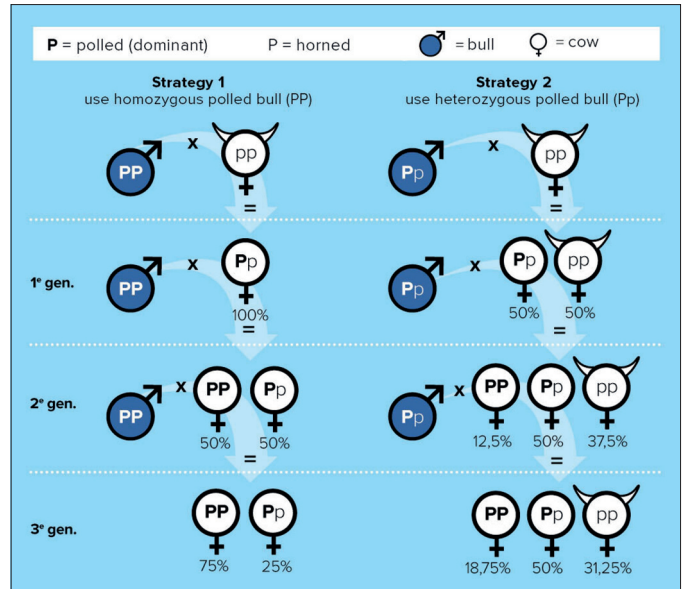 P = polled (dominant) P = horned = bull = cow
Strategy 1
use homozygous polled bull (PP)
Strategy 2
use heterozygous polled bull (Pp)
PP x pp
=
Pp x pp
=
1e gen.
PP x Pp
100%
=
Pp x Pp pp
50% 50%
=
2e gen.
PP x PP Pp
50% 50%
=
Pp x PP Pp pp
12,5% 50% 37,5%
=
3e gen.
PP Pp
75% 25%
PP Pp pp
18,75% 50% 31,25%